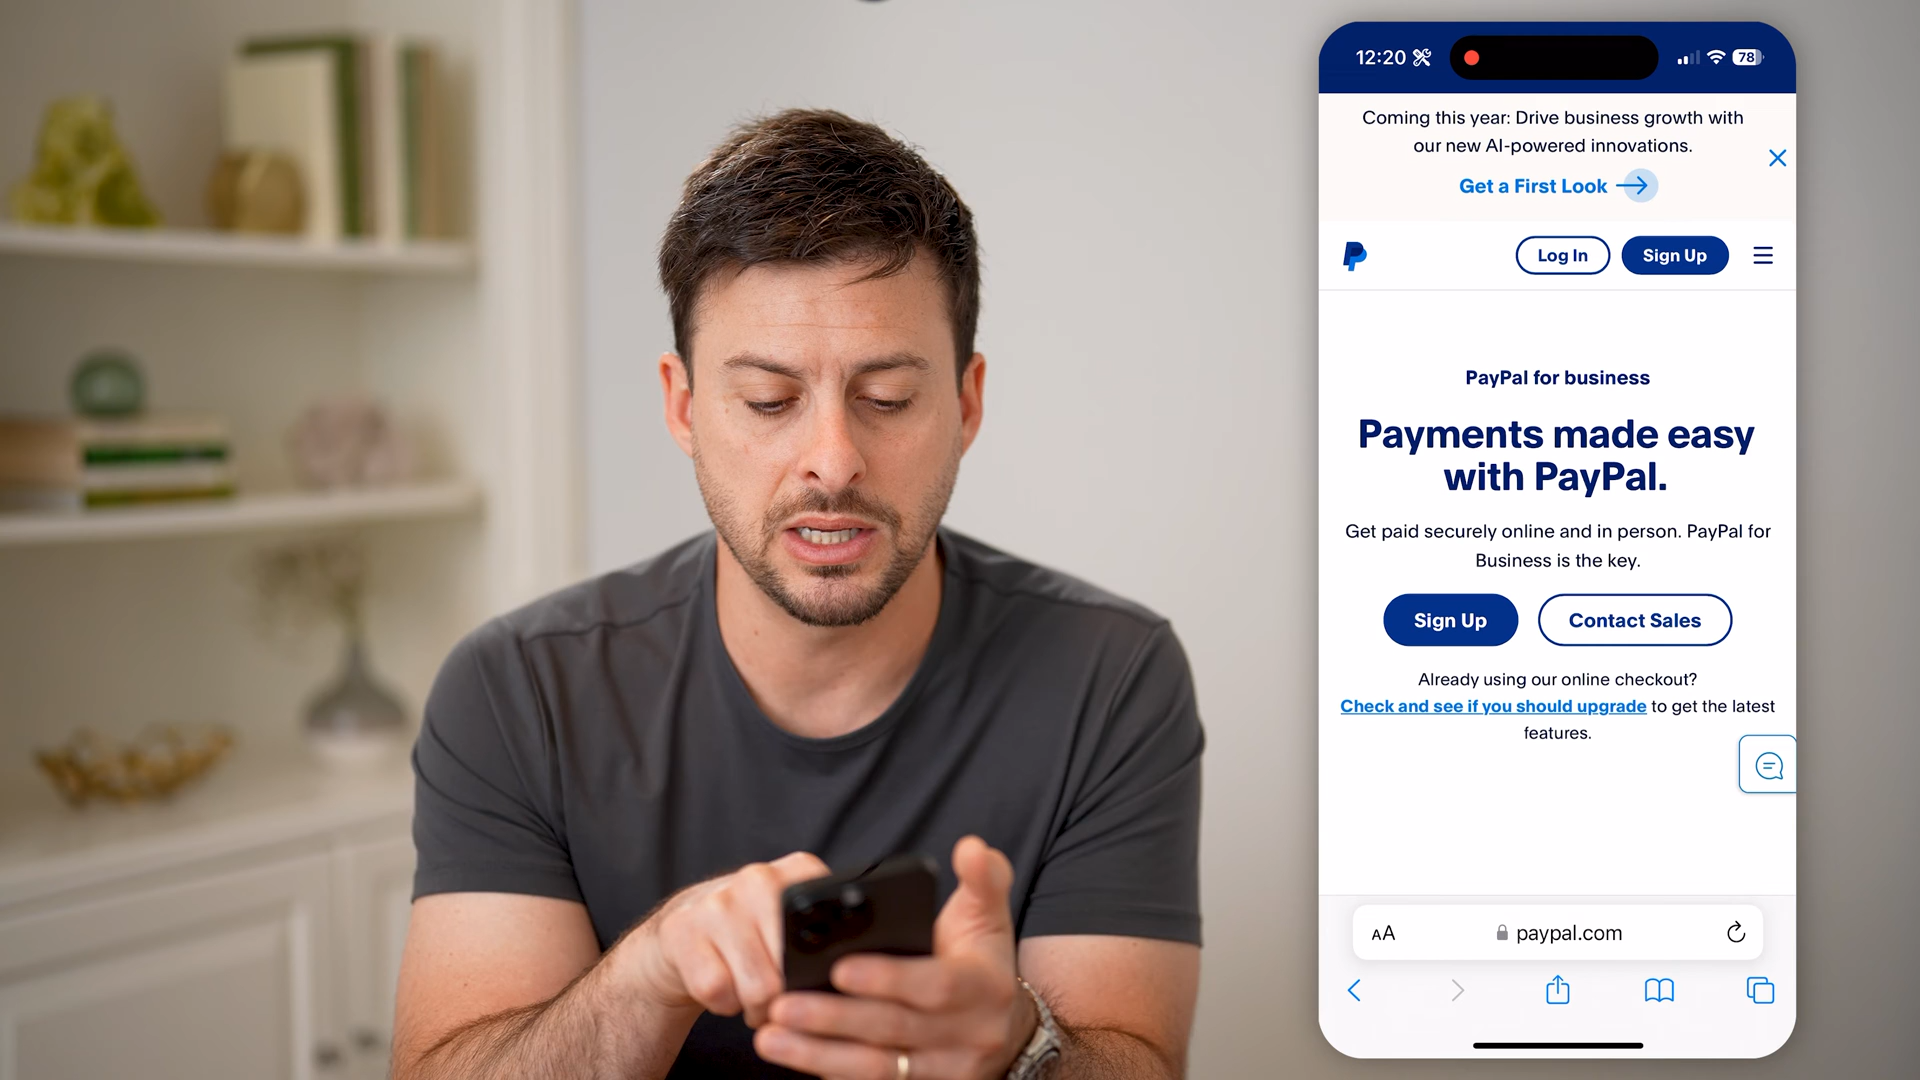 12:20
78
Coming this year: Drive business growth with
our new AI-powered innovations.
Get a First Look
Log In
Sign Up
PayPal for business
Payments made easy
with PayPal.
Get paid securely online and in person. PayPal for
Business is the key.
Sign Up
Contact Sales
Already using our online checkout?
Check and see if you should upgrade to get the latest
features.
AA
paypal.com